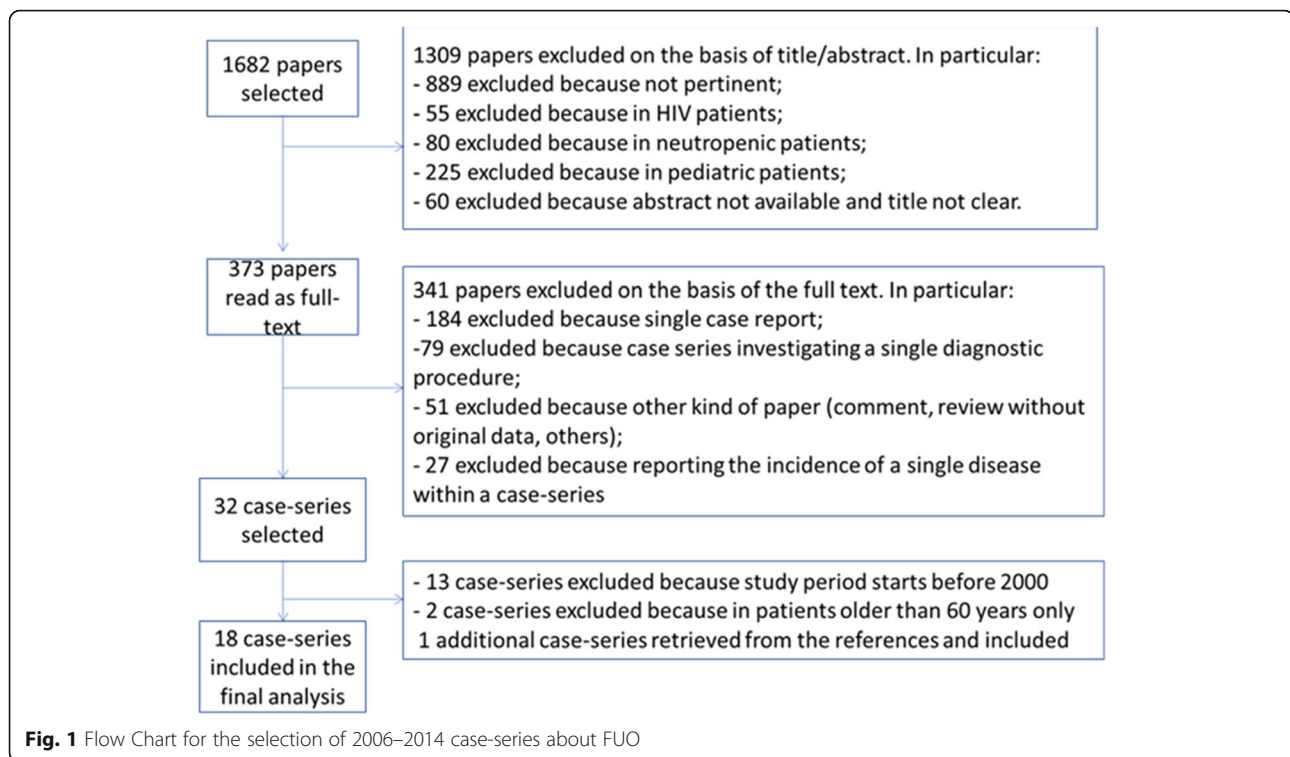 1682 papers
selected
1309 papers excluded on the basis of title/abstract. In particular:
- 889 excluded because not pertinent;
- 55 excluded because in HIV patients;
- 80 excluded because in neutropenic patients;
- 225 excluded because in pediatric patients;
- 60 excluded because abstract not available and title not clear.
373 papers
read as full-
text
341 papers excluded on the basis of the full text. In particular:
- 184 excluded because single case report;
-79 excluded because case series investigating a single diagnostic
procedure;
- 51 excluded because other kind of paper (comment, review without
original data, others);
- 27 excluded because reporting the incidence of a single disease
within a case-series
32 case-series
selected
- 13 case-series excluded because study period starts before 2000
- 2 case-series excluded because in patients older than 60 years only
1 additional case-series retrieved from the references and included
18 case-series
included in the
final analysis
Fig. 1 Flow Chart for the selection of 2006–2014 case-series about FUO